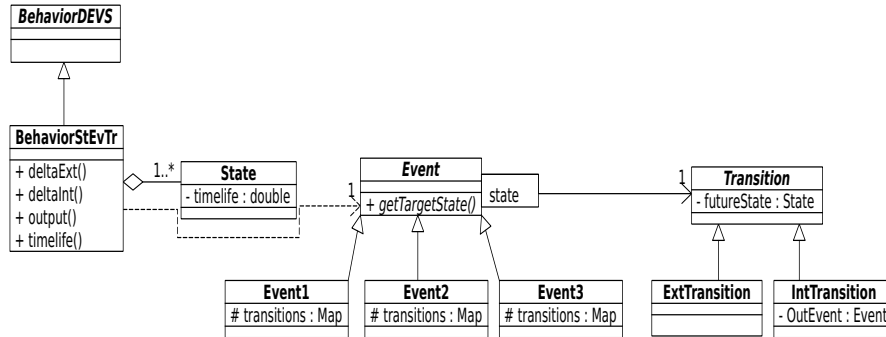 BehaviorDEVS
BehaviorStEvTr
+ deltaExt()
+ deltaInt()
+ output()
+ timelife()
1..*
State
- timelife : double
1
Event
+ getTargetState()
state
1
Transition
- futureState : State
Event1
# transitions : Map
Event2
# transitions : Map
Event3
# transitions : Map
ExtTransition
IntTransition
- OutEvent : Event